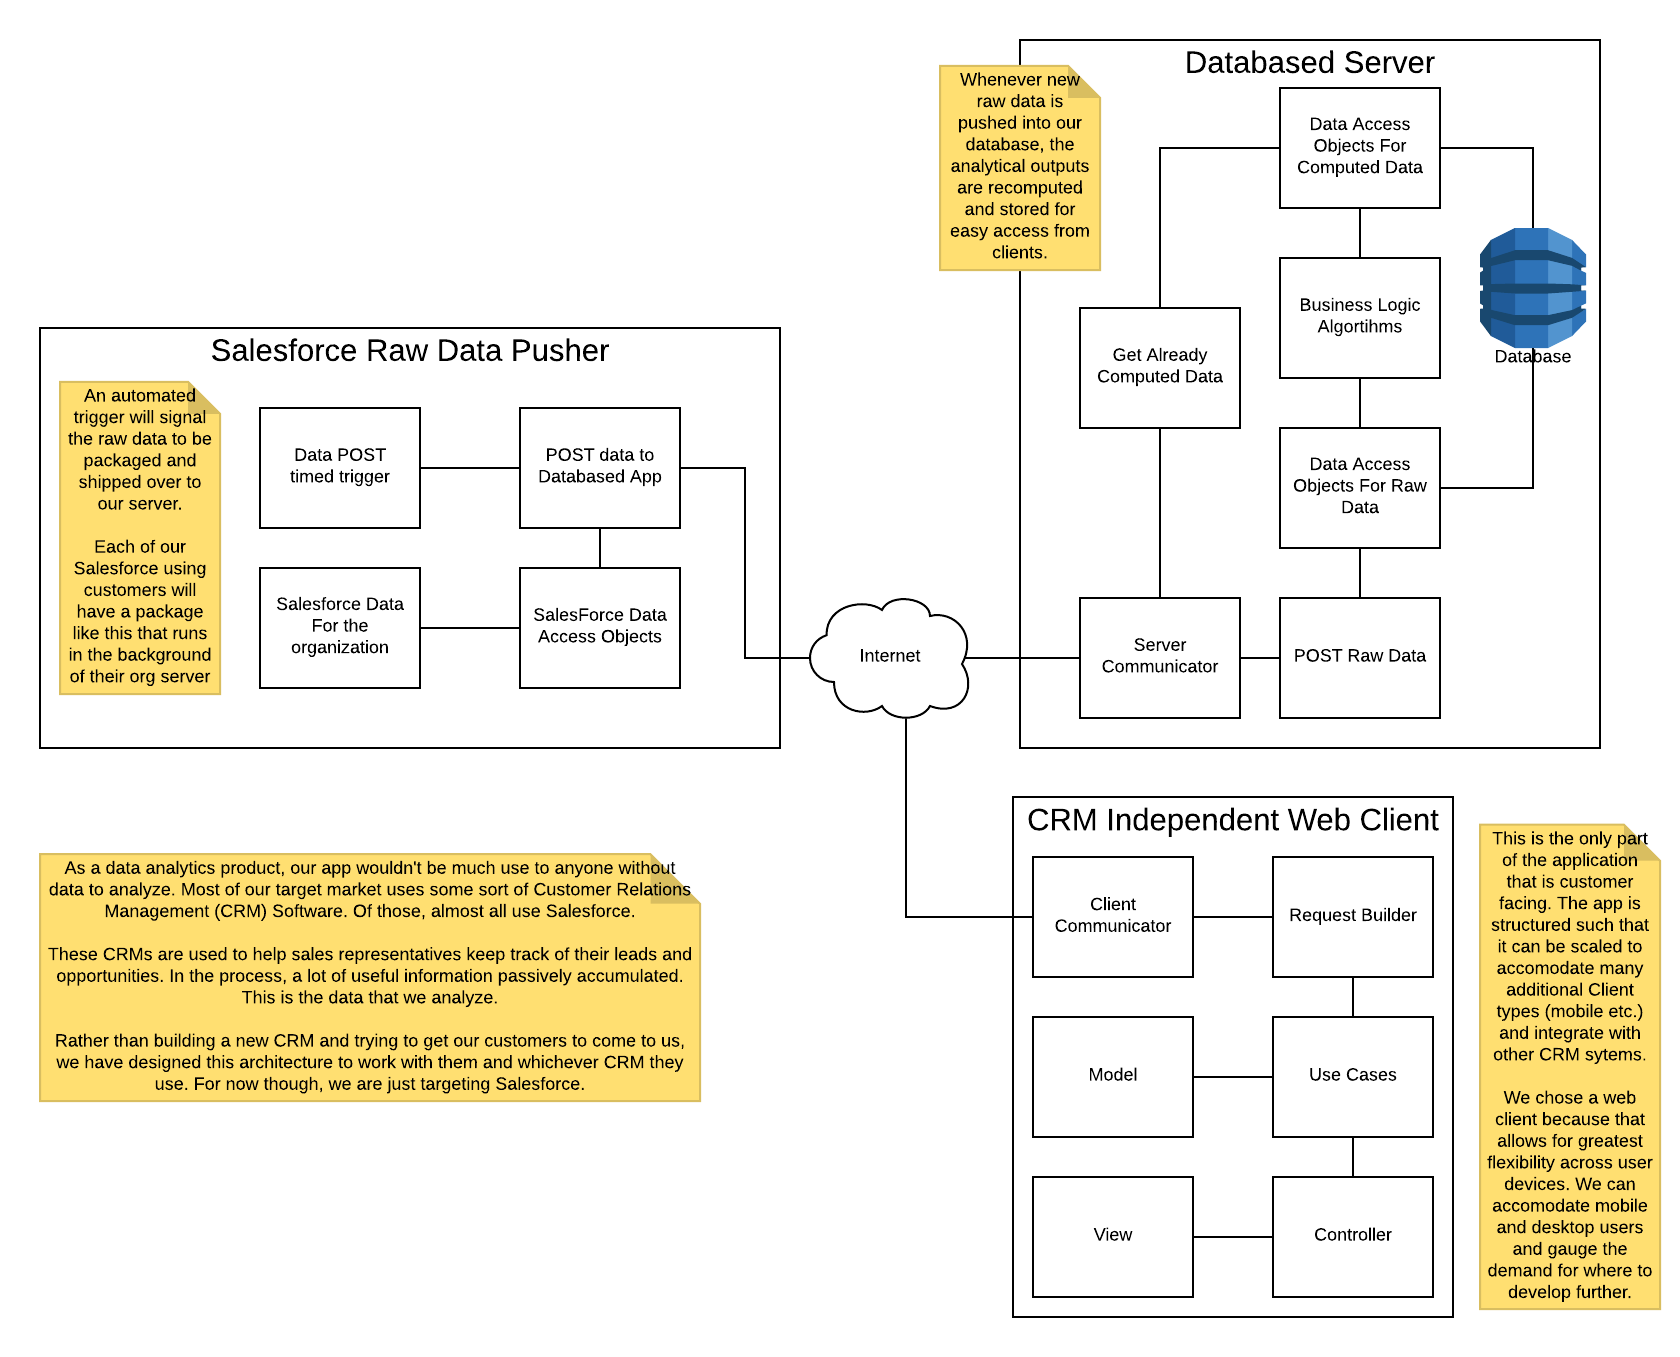 Databased Server
Whenever new
raw data is
pushed into our
database, the
analytical outputs
are recomputed
and stored for
easy access from
clients.
Data Access
Objects For
Computed Data
Business Logic
Algortihms
Database
Get Already
Computed Data
Data Access
Objects For Raw
Data
Server
Communicator
POST Raw Data
Salesforce Raw Data Pusher
An automated
trigger will signal
the raw data to be
packaged and
shipped over to
our server.
Each of our
Salesforce using
customers will
have a package
like this that runs
in the background
of their org server
Data POST
timed trigger
POST data to
Databased App
Salesforce Data
For the
organization
SalesForce Data
Access Objects
Internet
As a data analytics product, our app wouldn't be much use to anyone without
data to analyze. Most of our target market uses some sort of Customer Relations
Management (CRM) Software. Of those, almost all use Salesforce.
These CRMs are used to help sales representatives keep track of their leads and
opportunities. In the process, a lot of useful information passively accumulated.
This is the data that we analyze.
Rather than building a new CRM and trying to get our customers to come to us,
we have designed this architecture to work with them and whichever CRM they
use. For now though, we are just targeting Salesforce.
CRM Independent Web Client
Client
Communicator
Request Builder
Model
Use Cases
View
Controller
This is the only part
of the application
that is customer
facing. The app is
structured such that
it can be scaled to
accomodate many
additional Client
types (mobile etc.)
and integrate with
other CRM sytems.
We chose a web
client because that
allows for greatest
flexibility across user
devices. We can
accomodate mobile
and desktop users
and gauge the
demand for where to
develop further.